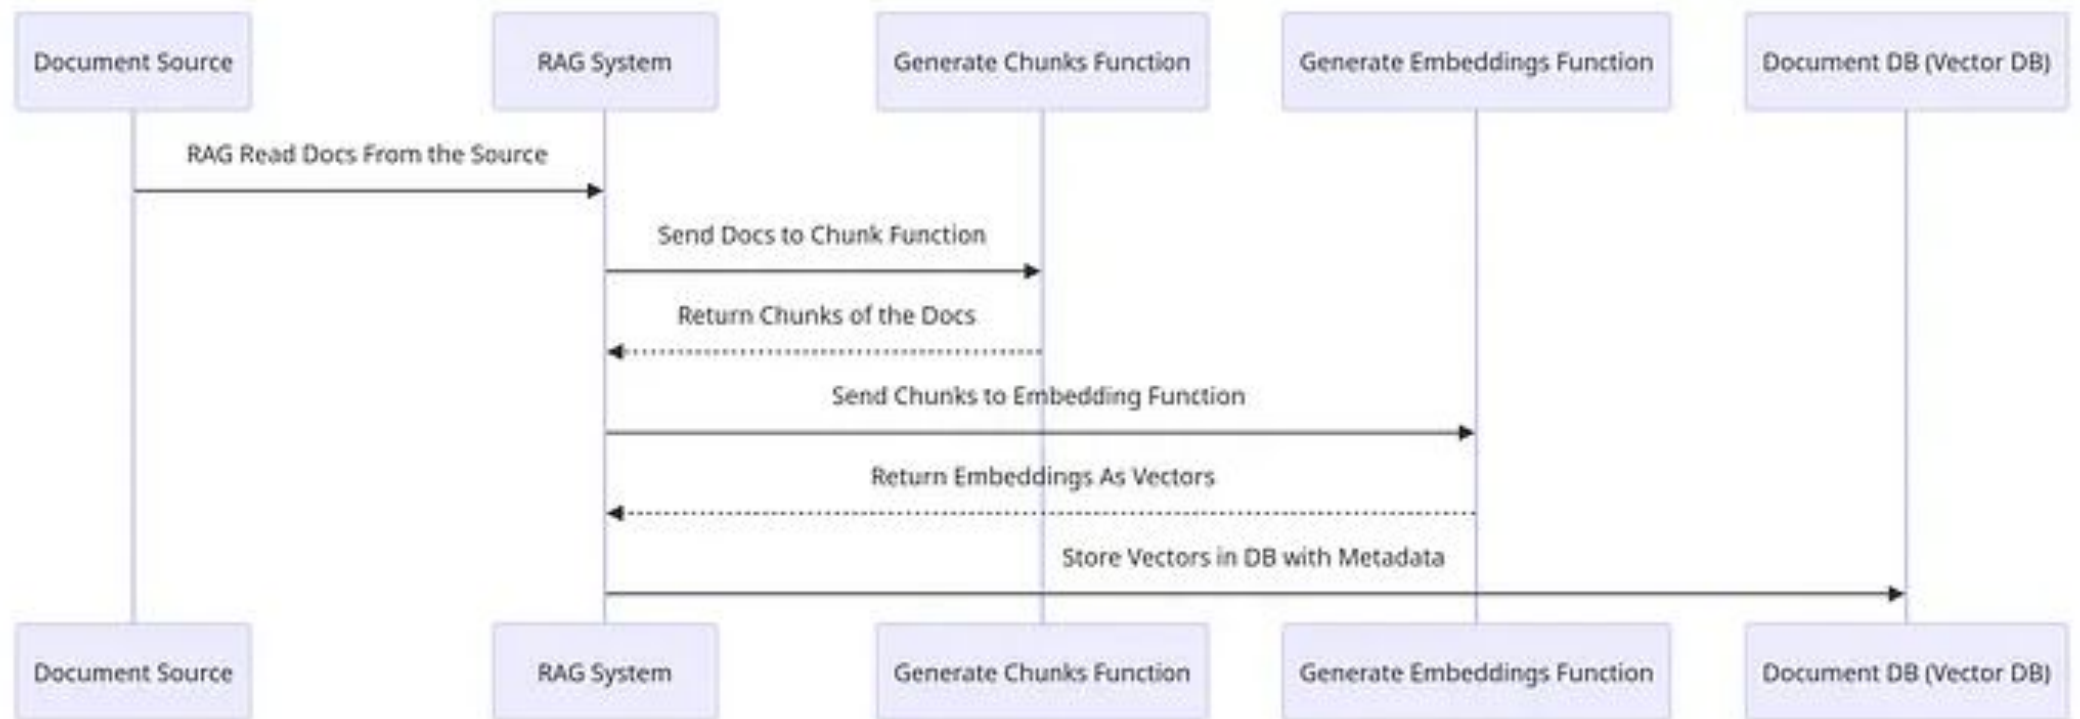 Document Source
RAG System
Generate Chunks Function
Generate Embeddings Function
Document DB (Vector DB)
RAG Read Docs From the Source
Send Docs to Chunk Function
Return Chunks of the Docs
Send Chunks to Embedding Function
Return Embeddings As Vectors
Store Vectors in DB with Metadata
Document Source
RAG System
Generate Chunks Function
Generate Embeddings Function
Document DB (Vector DB)